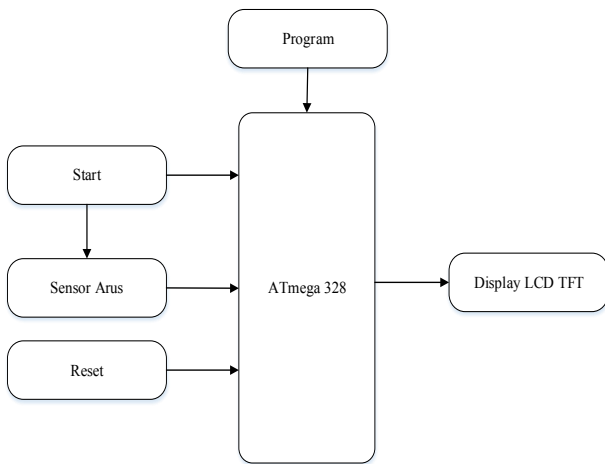 Program
Start
Sensor Arus
ATmega 328
Display LCD TFT
Reset